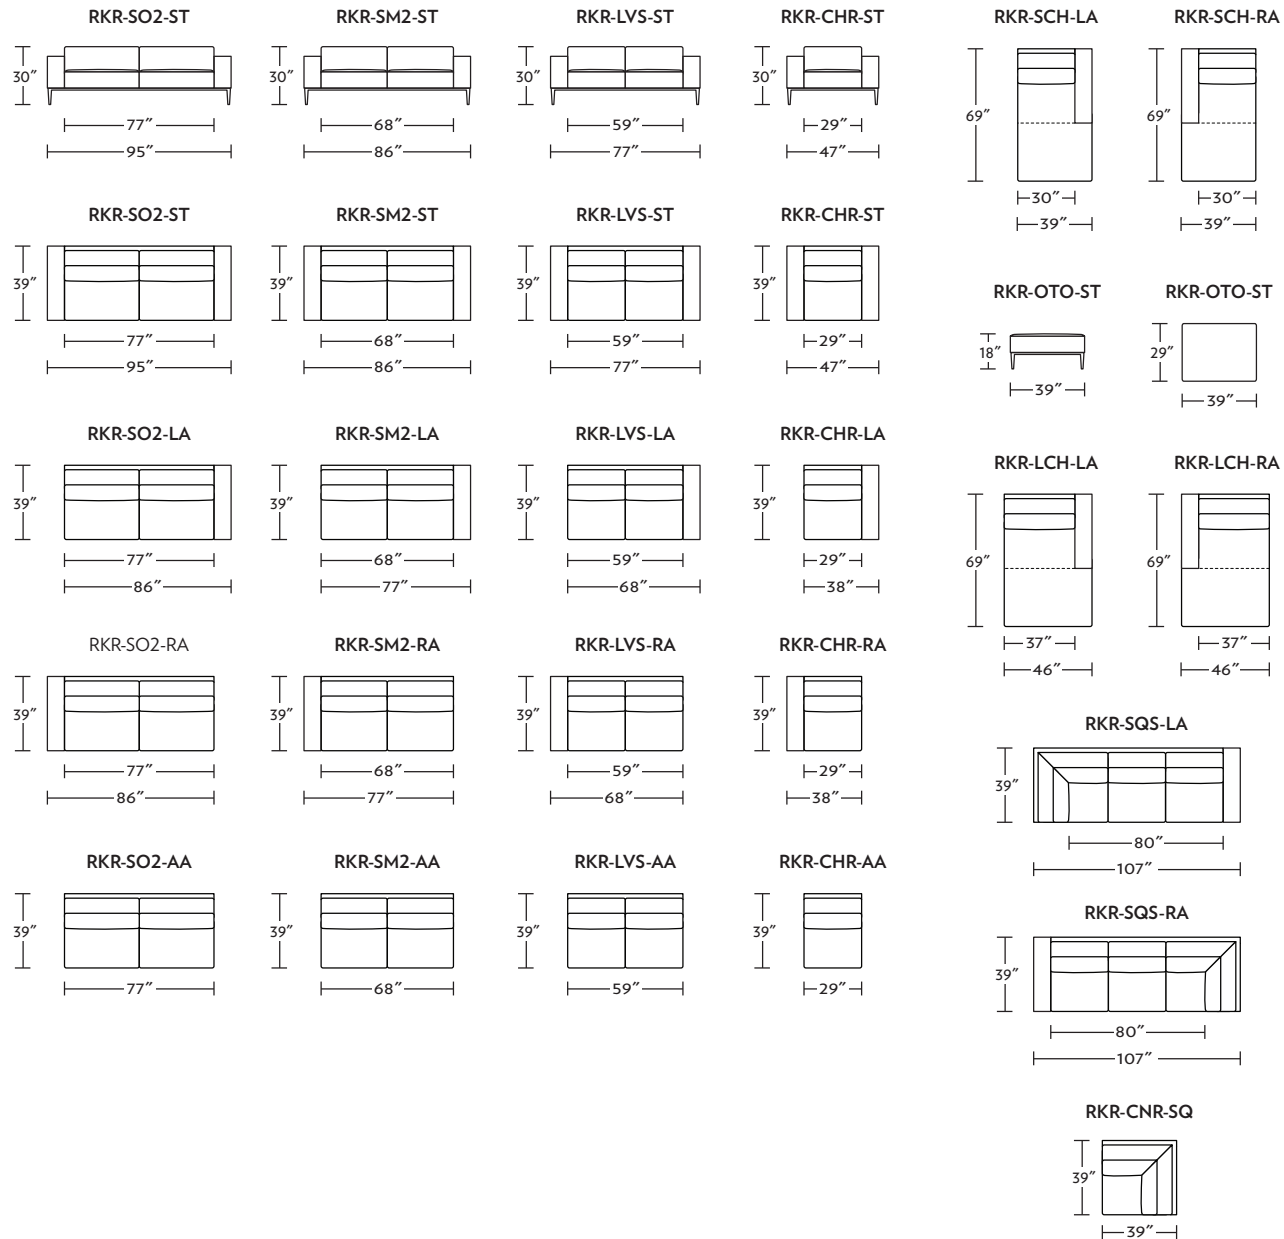 RKR-SO2-ST
30″
77″
95″
RKR-SM2-ST
30″
68″
86″
RKR-LVS-ST
30″
59″
77″
RKR-CHR-ST
30″
29″
47″
RKR-SO2-ST
39″
77″
95″
RKR-SM2-ST
39″
68″
86″
RKR-LVS-ST
39″
59″
77″
RKR-CHR-ST
39″
29″
47″
RKR-SO2-LA
39″
77″
86″
RKR-SM2-LA
39″
68″
77″
RKR-LVS-LA
39″
59″
68″
RKR-CHR-LA
39″
29″
38″
RKR-SO2-RA
39″
77″
86″
RKR-SM2-RA
39″
68″
77″
RKR-LVS-RA
39″
59″
68″
RKR-CHR-RA
39″
29″
38″
RKR-SO2-AA
39″
77″
RKR-SM2-AA
39″
68″
RKR-LVS-AA
39″
59″
RKR-CHR-AA
39″
29″
RKR-SCH-LA
69″
30″
39″
RKR-SCH-RA
69″
30″
39″
RKR-OTO-ST
18″
39″
RKR-OTO-ST
29″
39″
RKR-LCH-LA
69″
37″
46″
RKR-LCH-RA
69″
37″
46″
RKR-SQS-LA
39″
80″
107″
RKR-SQS-RA
39″
80″
107″
RKR-CNR-SQ
39″
39″